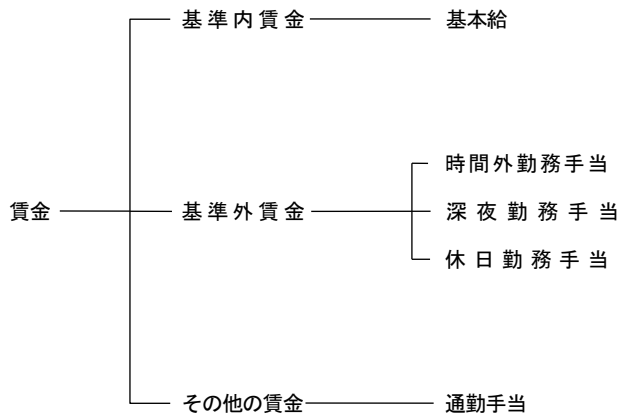 基準内賃金 基本給
時間外勤務手当
賃金 基準外賃金 深夜勤務手当
休日勤務手当
その他の賃金 通勤手当